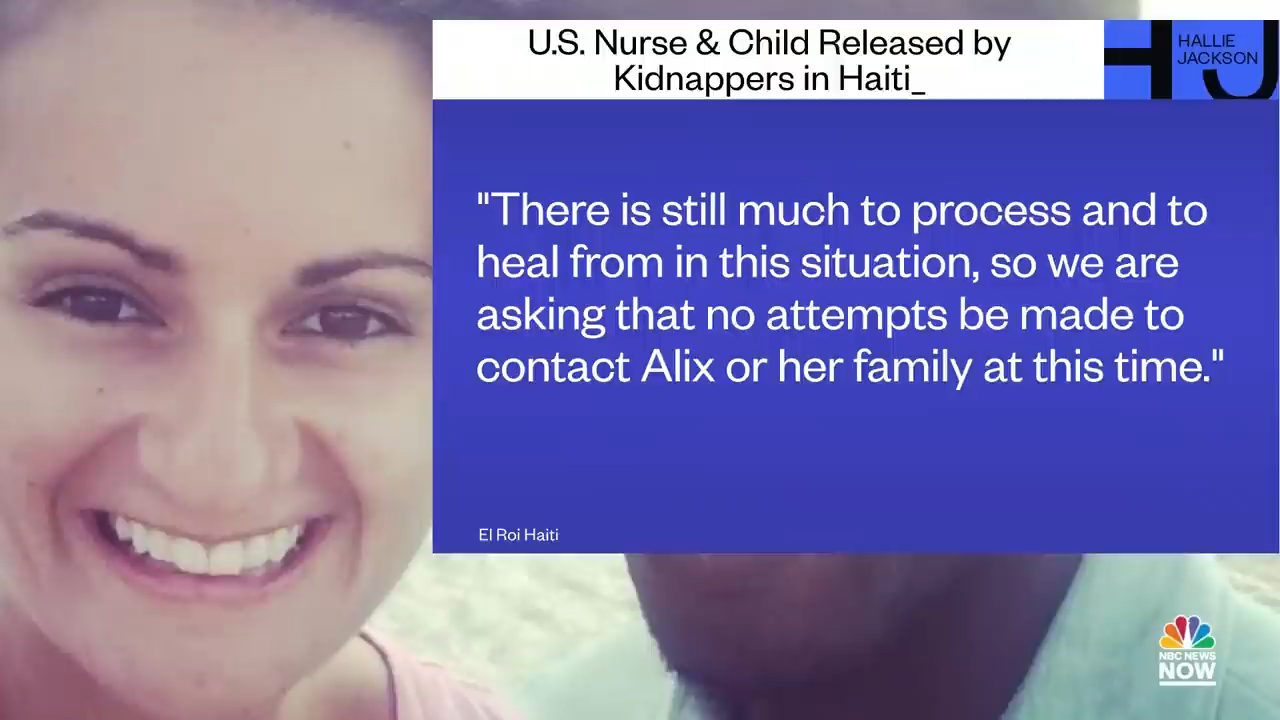 U.S. Nurse & Child Released by
Kidnappers in Haiti_
HALLIE
JACKSON
"There is still much to process and to
heal from in this situation, so we are
asking that no attempts be made to
contact Alix or her family at this time."
El Roi Haiti
NBC NEWS
NOW